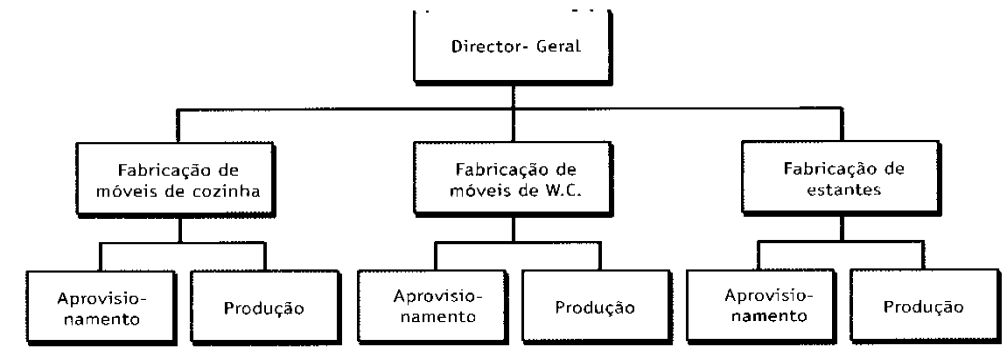 Director- Geral
Fabricação de
móveis de cozinha
Fabricação de
móveis de W.C.
Fabricação de
estantes
Aprovisio-
namento
Produção
Aprovisio-
namento
Produção
Aprovisio-
namento
Produção